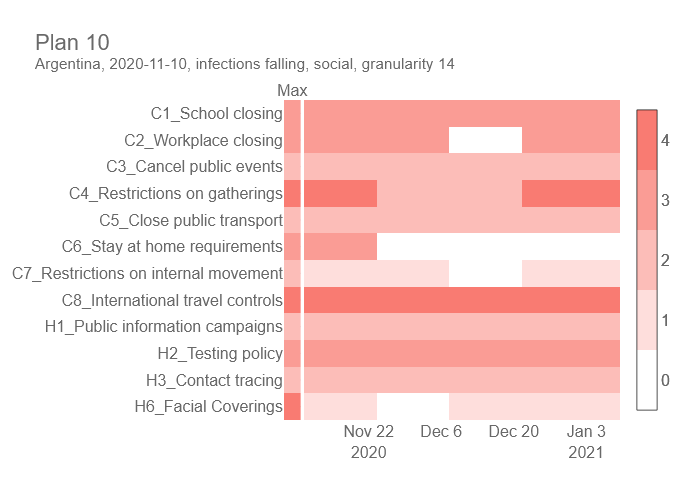 Plan 10
Argentina, 2020-11-10, infections falling, social, granularity 14
Max
C1_School closing
C2_Workplace closing
C3_Cancel public events
C4_Restrictions on gatherings
C5_Close public transport
C6_Stay at home requirements
C7_Restrictions on internal movement
C8_International travel controls
H1_Public information campaigns
H2_Testing policy
H3_Contact tracing
H6_Facial Coverings
4
3
2
1
0
Nov 22 Dec 6 Dec 20 Jan 3
2020 2021